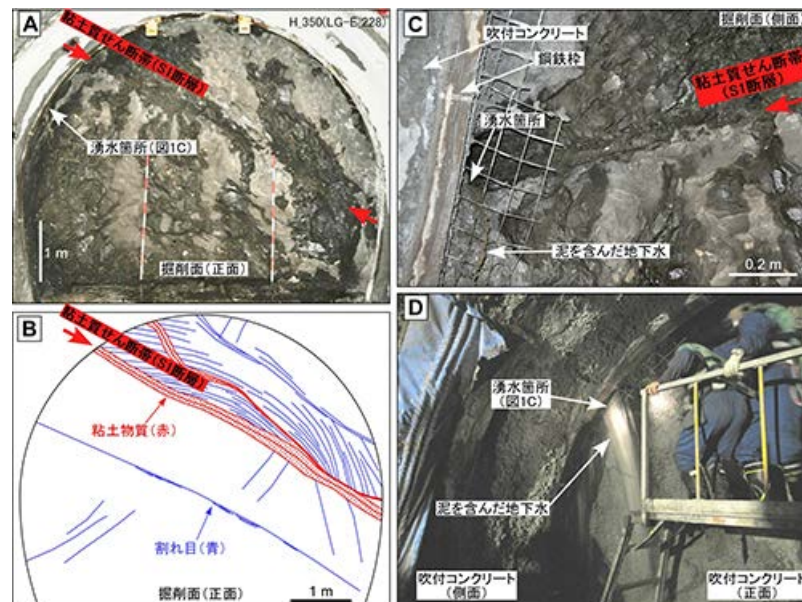 A
H_350(LG-E 228)
粘土質せん断帯(S1断層)
湧水箇所(図1C)
1 m
掘削面(正面)
B
粘土質せん断帯(S1断層)
粘土物質(赤)
割れ目(青)
掘削面(正面)
1 m
C
掘削面(側面)
吹付コンクリート
鋼鉄枠
粘土質せん断帯
(S1断層)
湧水箇所
泥を含んだ地下水
0.2 m
D
湧水箇所
(図1C)
泥を含んだ地下水
吹付コンクリート
(側面)
吹付コンクリート
(正面)